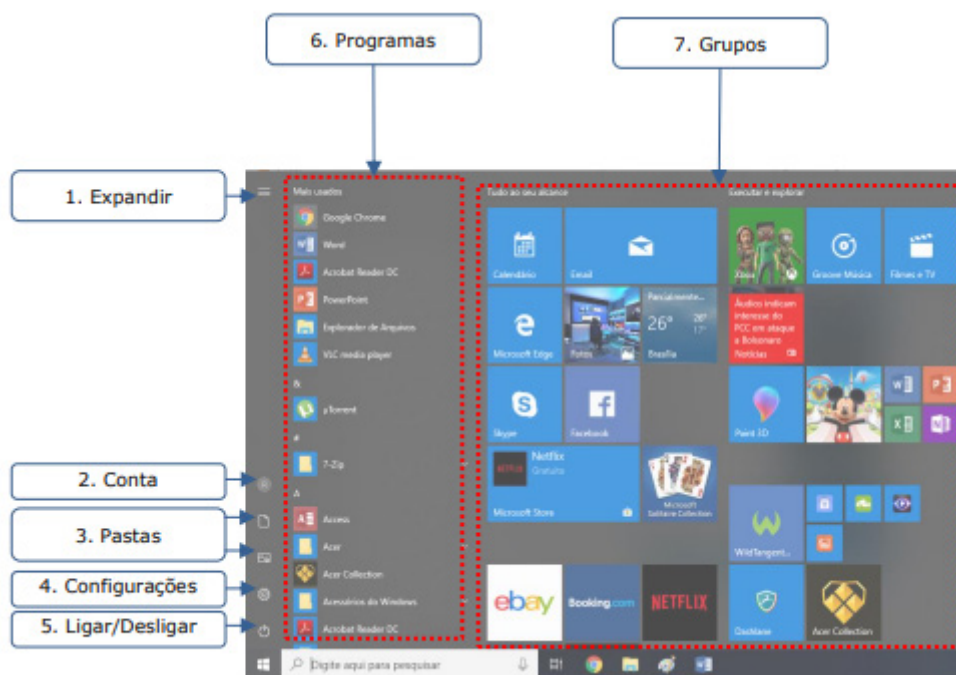 6. Programas
7. Grupos
1. Expandir
2. Conta
3. Pastas
4. Configurações
5. Ligar/Desligar
Mais usados
Google Chrome
Word
Acrobat Reader DC
PowerPoint
Explorador de Arquivos
VLC media player
&
µTorrent
#
7-Zip
A
Access
Acer
Acer Collection
Acessórios do Windows
Acrobat Reader DC
Tudo ao seu alcance
Executar e explorar
Calendário
Email
Xbox
Groove Música
Filmes e TV
Microsoft Edge
Fotos
Parcialmente...
26° 26°
17°
Brasília
Áudios indicam
interesse do
PCC em ataque
a Bolsonaro
Notícias
Skype
Facebook
Paint 3D
NETFLIX
Netflix
Gratuito
Microsoft Store
Microsoft
Solitaire Collection
WildTangent...
ebay
Booking.com
NETFLIX
Dashlane
Acer Collection
Digite aqui para pesquisar